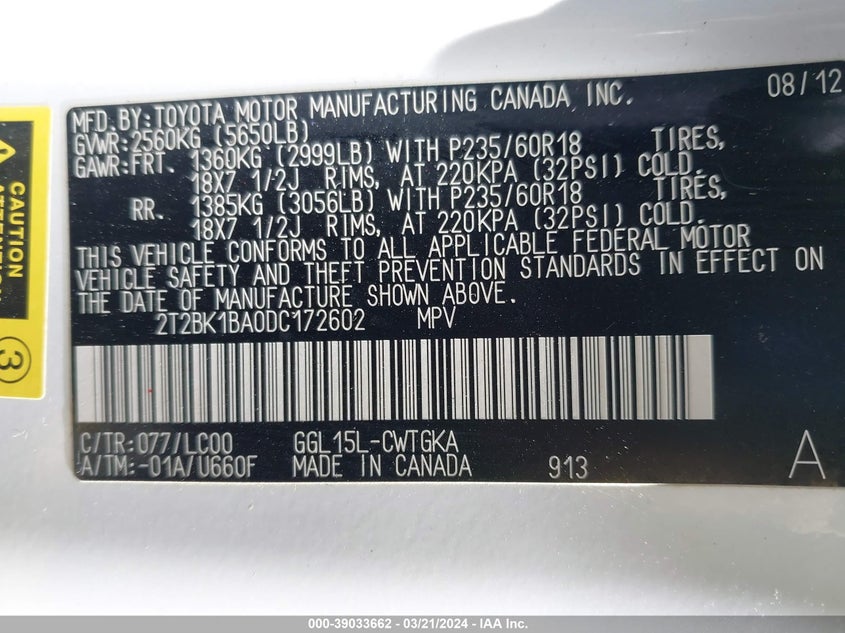 MFD. BY: TOYOTA MOTOR MANUFACTURING CANADA, INC. 08/12
GVWR: 2560KG (5650LB)
GAWR: FRT. 1360KG (2999LB) WITH P235/60R18 TIRES,
18X7 1/2J RIMS, AT 220KPA (32PSI) COLD.
RR. 1385KG (3056LB) WITH P235/60R18 TIRES,
18X7 1/2J RIMS, AT 220KPA (32PSI) COLD.
THIS VEHICLE CONFORMS TO ALL APPLICABLE FEDERAL MOTOR
VEHICLE SAFETY AND THEFT PREVENTION STANDARDS IN EFFECT ON
THE DATE OF MANUFACTURE SHOWN ABOVE.
2T2BK1BA0DC172602 MPV
C/TR: 077/LC00 GGL15L-CWTGKA
A/TM: -01A/U660F MADE IN CANADA 913 A
CAUTION
ATTENTION
3
000-39033662 - 03/21/2024 - IAA Inc.